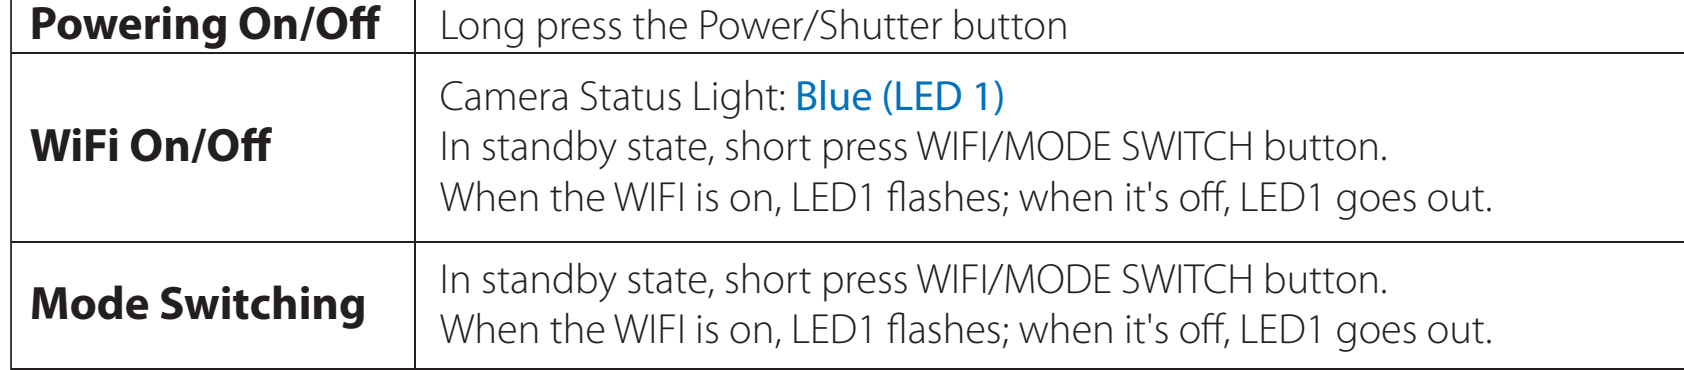 Powering On/Off Long press the Power/Shutter button
WiFi On/Off
Camera Status Light: Blue (LED 1)
In standby state, short press WIFI/MODE SWITCH button.
When the WIFI is on, LED1 flashes; when it's off, LED1 goes out.
Mode Switching
In standby state, short press WIFI/MODE SWITCH button.
When the WIFI is on, LED1 flashes; when it's off, LED1 goes out.